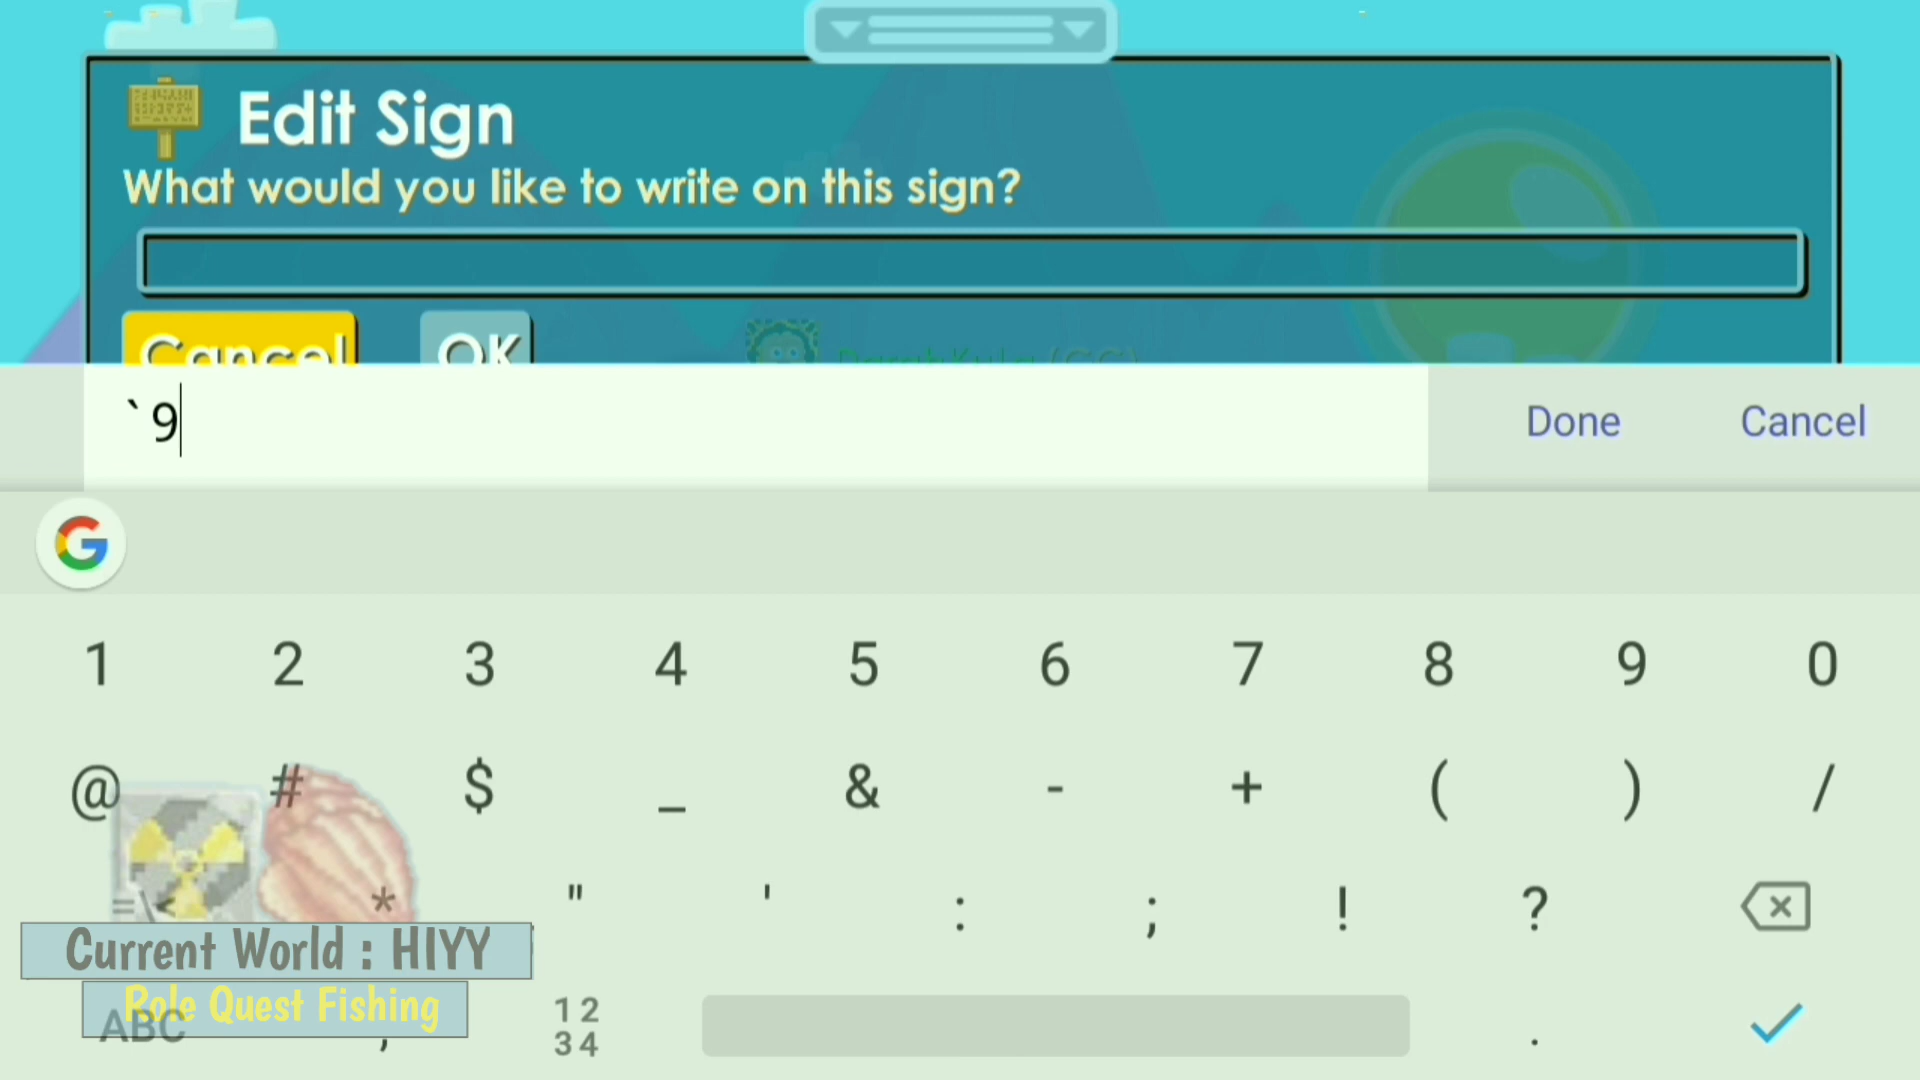 Edit Sign
What would you like to write on this sign?
Cancel OK
`9
Done Cancel
1 2 3 4 5 6 7 8 9 0
@ # $ _ & - + ( ) /
= < * " ' : ; ! ?
Current World : HIYY
Role Quest Fishing
ABC , 12 34 .